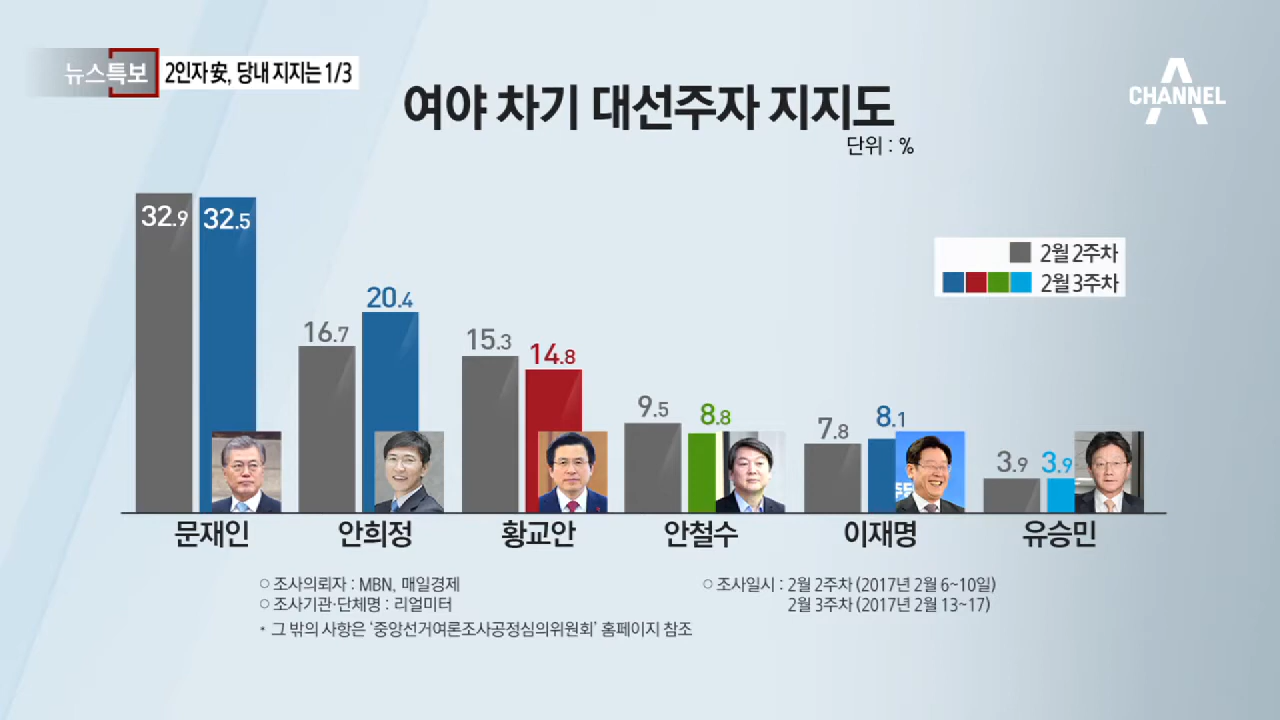 뉴스특보 2인자 安, 당내 지지는 1/3
CHANNEL A
여야 차기 대선주자 지지도
단위 : %
32.9 32.5
16.7 20.4
15.3 14.8
9.5 8.8
7.8 8.1
3.9 3.9
2월 2주차
2월 3주차
문재인 안희정 황교안 안철수 이재명 유승민
○ 조사의뢰자 : MBN, 매일경제
○ 조사기관·단체명 : 리얼미터
* 그 밖의 사항은 ‘중앙선거여론조사공정심의위원회’ 홈페이지 참조
○ 조사일시 : 2월 2주차 (2017년 2월 6~10일)
2월 3주차 (2017년 2월 13~17)